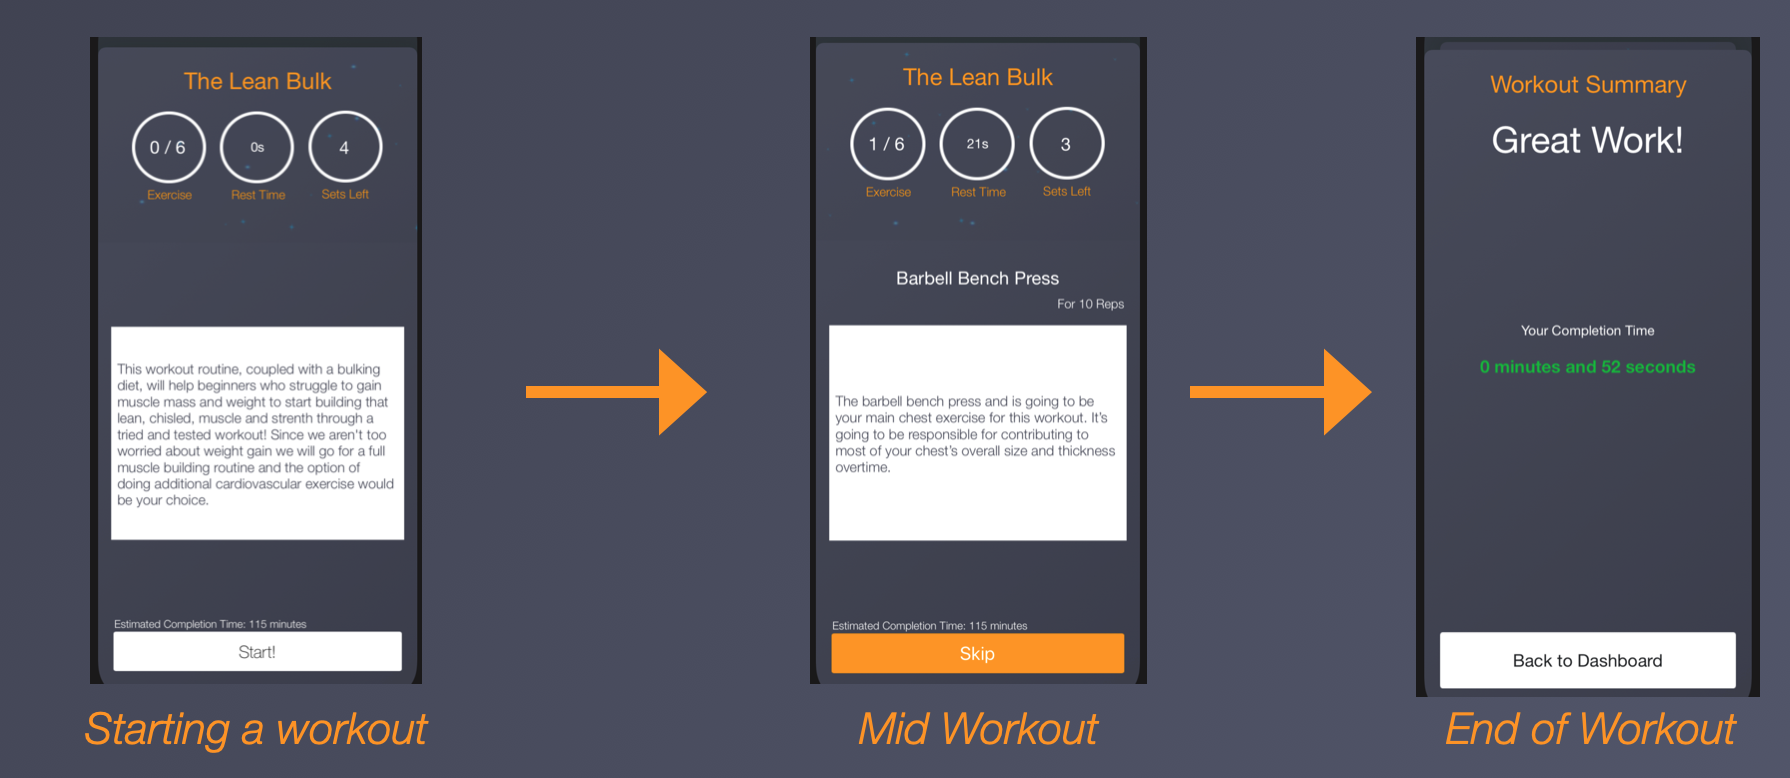 The Lean Bulk
0 / 6
0s
4
Exercise
Rest Time
Sets Left
This workout routine, coupled with a bulking
diet, will help beginners who struggle to gain
muscle mass and weight to start building that
lean, chisled, muscle and strenth through a
tried and tested workout! Since we aren't too
worried about weight gain we will go for a full
muscle building routine and the option of
doing additional cardiovascular exercise would
be your choice.
Estimated Completion Time: 115 minutes
Start!
Starting a workout
The Lean Bulk
1 / 6
21s
3
Exercise
Rest Time
Sets Left
Barbell Bench Press
For 10 Reps
The barbell bench press and is going to be
your main chest exercise for this workout. It’s
going to be responsible for contributing to
most of your chest’s overall size and thickness
overtime.
Estimated Completion Time: 115 minutes
Skip
Mid Workout
Workout Summary
Great Work!
Your Completion Time
0 minutes and 52 seconds
Back to Dashboard
End of Workout